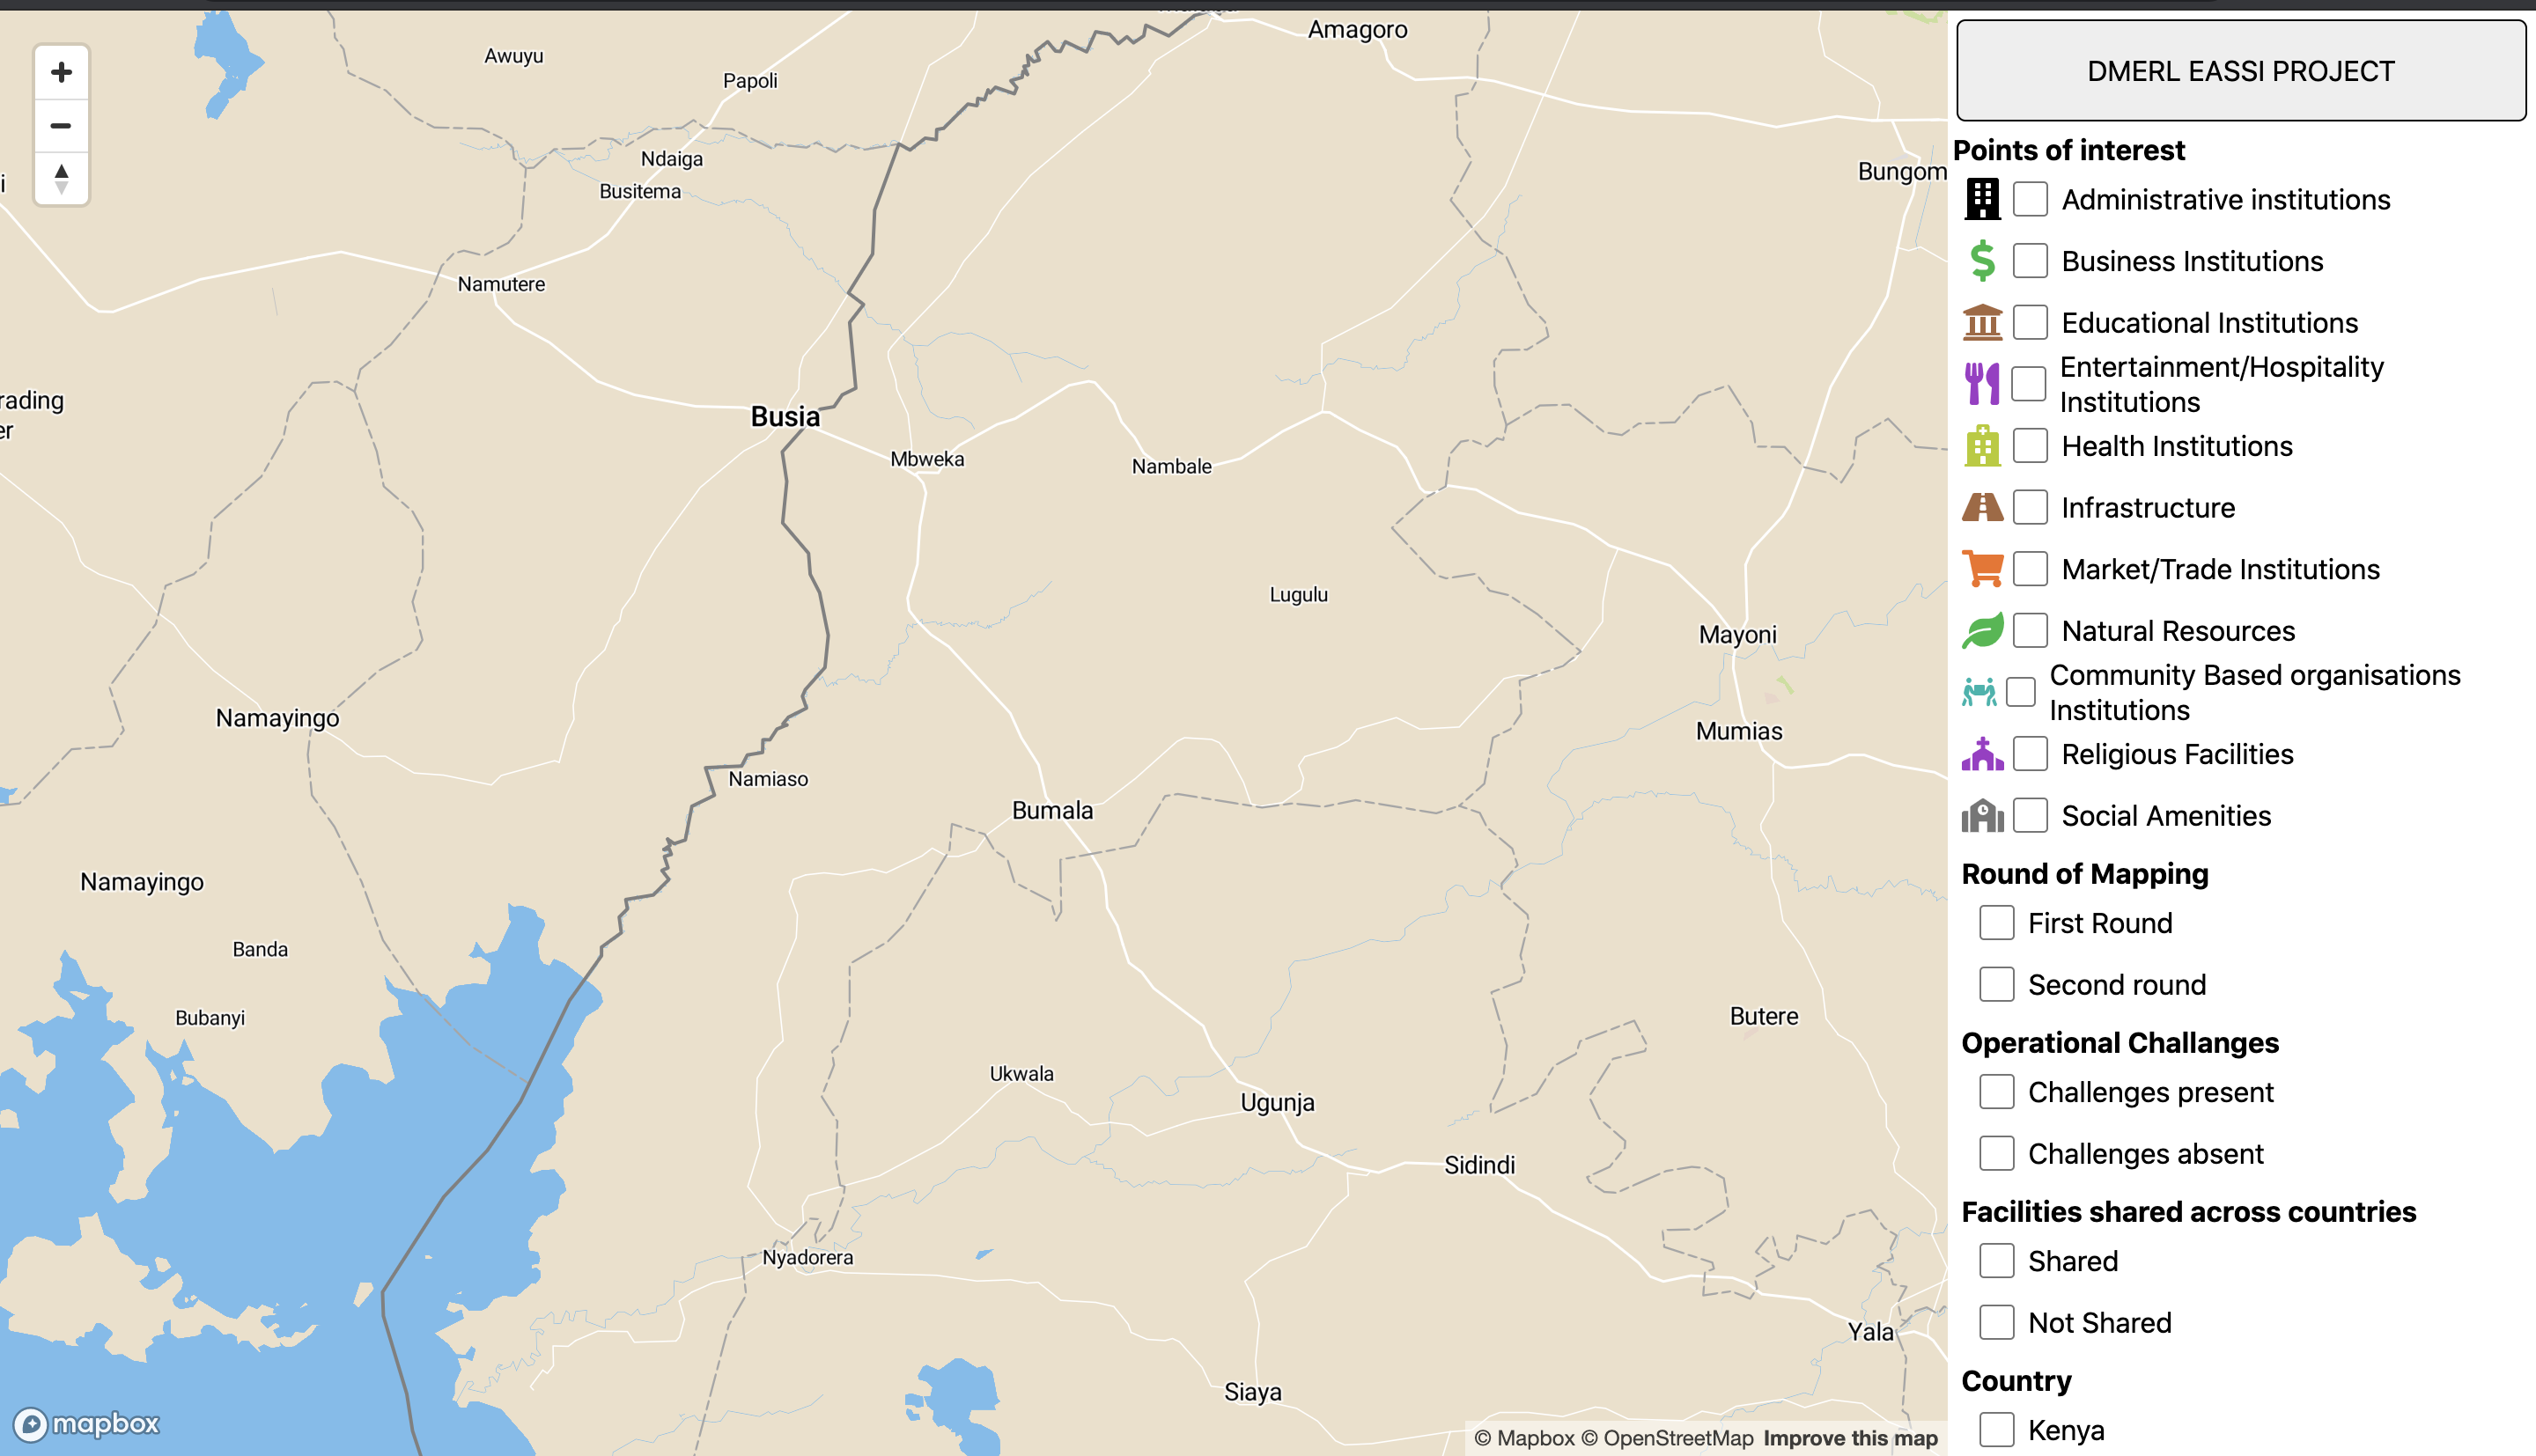 Amagoro
Awuyu
Papoli
Ndaiga
Busitema
Bungom
Namutere
rading
er
Busia
Mbweka
Nambale
Lugulu
Mayoni
Namayingo
Mumias
Namiaso
Bumala
Namayingo
Banda
Bubanyi
Butere
Ukwala
Ugunja
Sidindi
Nyadorera
Yala
Siaya
mapbox
© Mapbox © OpenStreetMap Improve this map
DMERL EASSI PROJECT
Points of interest
Administrative institutions
Business Institutions
Educational Institutions
Entertainment/Hospitality
Institutions
Health Institutions
Infrastructure
Market/Trade Institutions
Natural Resources
Community Based organisations
Institutions
Religious Facilities
Social Amenities
Round of Mapping
First Round
Second round
Operational Challanges
Challenges present
Challenges absent
Facilities shared across countries
Shared
Not Shared
Country
Kenya